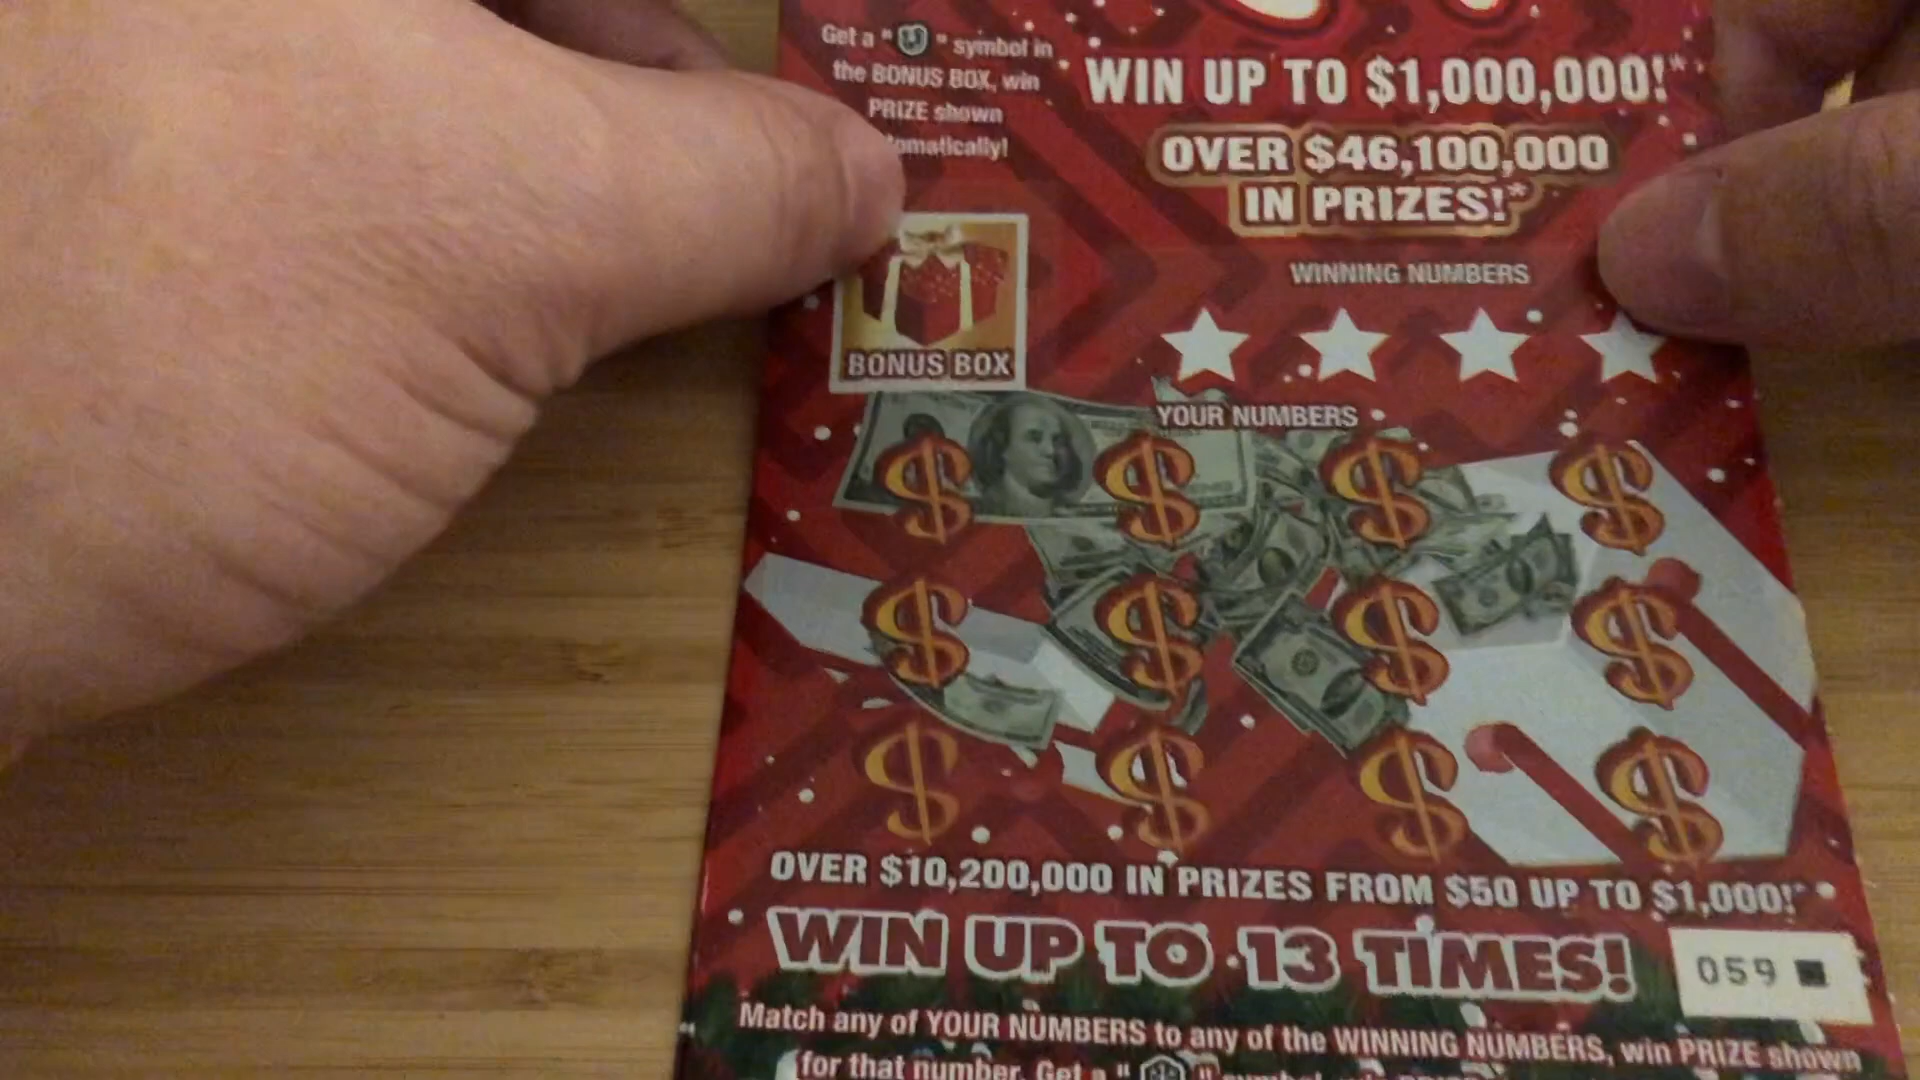 Get a " " symbol in
the BONUS BOX, win
PRIZE shown
omatically!
WIN UP TO $1,000,000!*
OVER $46,100,000
IN PRIZES!*
WINNING NUMBERS
BONUS BOX
YOUR NUMBERS
$ $ $ $
$ $ $ $
$ $ $ $
OVER $10,200,000 IN PRIZES FROM $50 UP TO $1,000!*
WIN UP TO 13 TIMES!
059
Match any of YOUR NUMBERS to any of the WINNING NUMBERS, win PRIZE shown
for that number. Get a " "